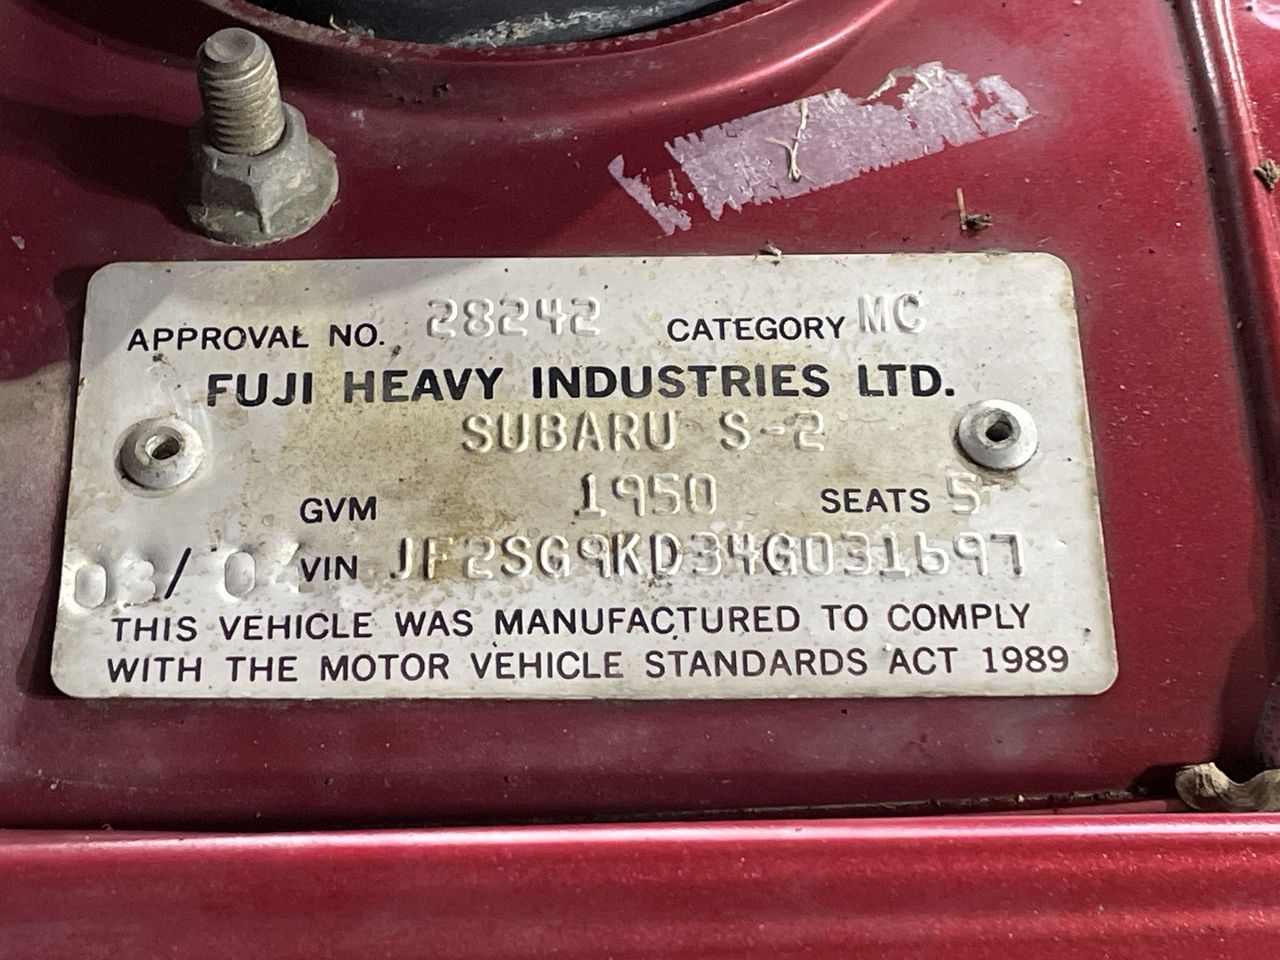 APPROVAL NO. 28242 CATEGORY MC
FUJI HEAVY INDUSTRIES LTD.
SUBARU S-2
GVM 1950 SEATS 5
03/04 VIN JF2SG9KD34G031697
THIS VEHICLE WAS MANUFACTURED TO COMPLY
WITH THE MOTOR VEHICLE STANDARDS ACT 1989